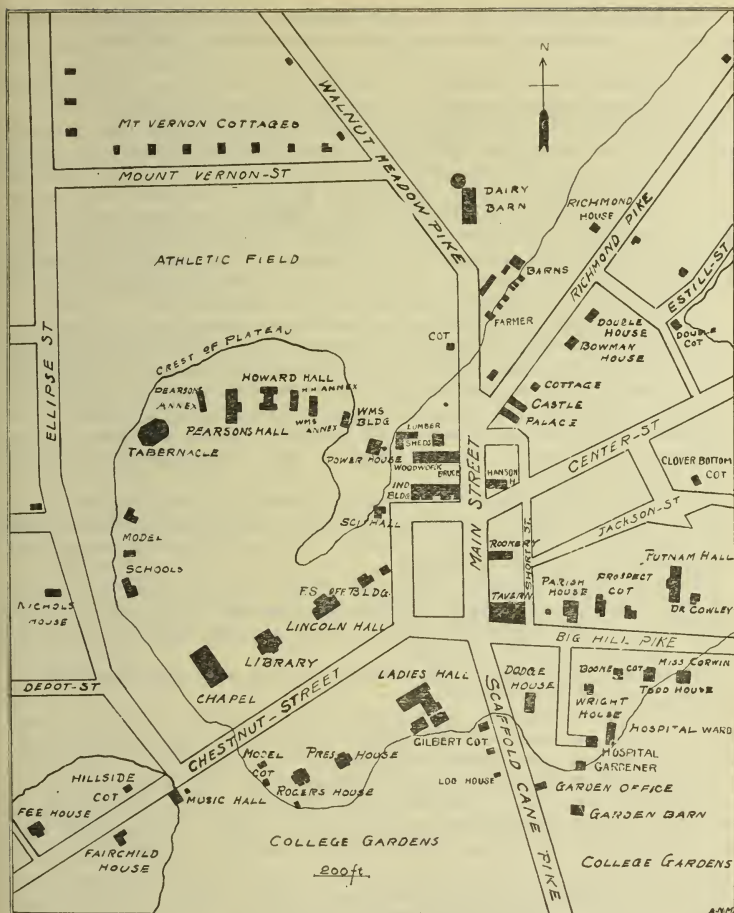 N
MT VERNON COTTAGES
WALNUT MEADOW PIKE
MOUNT VERNON-ST
DAIRY
BARN
RICHMOND
HOUSE
RICHMOND PIKE
ATHLETIC FIELD
BARNS
ESTILL-ST
FARMER
ELLIPSE ST
CREST OF PLATEAU
COT
DOUBLE
HOUSE
DOUBLE
COT
BOWMAN
HOUSE
HOWARD HALL
PEARSONS
ANNEX
H.H. ANNEX
WMS
ANNEX
WMS
BLDG
PEARSONS HALL
TABERNACLE
COTTAGE
CASTLE
PALACE
LUMBER
SHEDS
POWER HOUSE
WOODWORK
BRUCE
IND
BLDG
HANSON
H.
CENTER-ST
CLOVER BOTTOM
COT
MAIN STREET
SCI HALL
JACKSON-ST
SHORT ST.
MODEL
SCHOOLS
ROOKERY
PUTNAM HALL
TAVERN
PARISH
HOUSE
PROSPECT
COT
DR COWLEY
NICHOLS
HOUSE
F.S. OFF BLDG.
LINCOLN HALL
LIBRARY
CHAPEL
BIG HILL PIKE
DEPOT-ST
CHESTNUT-STREET
LADIES HALL
DODGE
HOUSE
BOONE COT
MISS CORWIN
TODD HOUSE
WRIGHT
HOUSE
HOSPITAL WARD
SCAFFOLD CANE PIKE
GILBERT COT
HOSPITAL
GARDENER
MODEL
COT
PRES HOUSE
ROGERS HOUSE
LOG HOUSE
GARDEN OFFICE
GARDEN BARN
HILLSIDE
COT
MUSIC HALL
FEE HOUSE
FAIRCHILD
HOUSE
COLLEGE GARDENS
200ft
COLLEGE GARDENS
A.N.M.